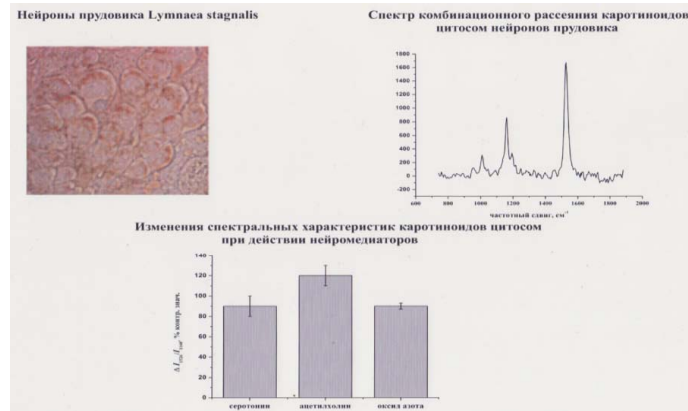 Нейроны прудовика Lymnaea stagnalis
Спектр комбинационного рассеяния каротиноидов
цитосом нейронов прудовика
1800
1600
1400
1200
1000
800
600
400
200
0
-200
600
800
1000
1200
1400
1600
1800
2000
частотный сдвиг, см⁻¹
Изменения спектральных характеристик каротиноидов цитосом
при действии нейромедиаторов
140
120
100
80
60
40
20
0
% контр. знач.
серотонин
ацетилхолин
оксид азота